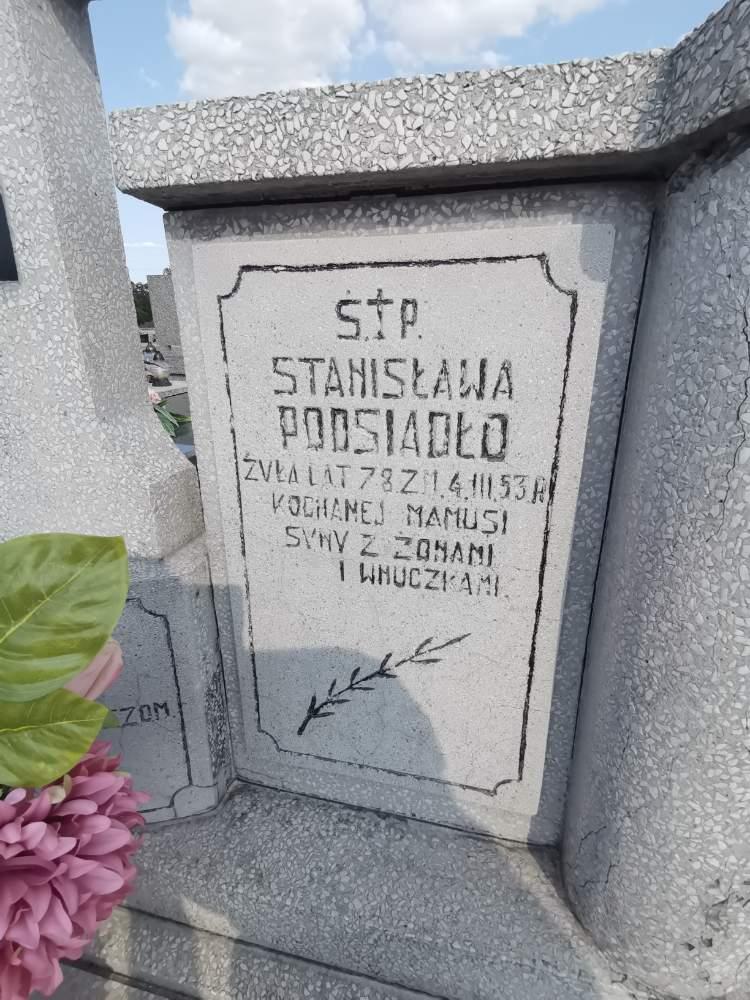 Ś.†P.
STANISŁAWA
PODSIADŁO
ŻYŁA LAT 78 ZM. 4.III.53.R
KOCHANEJ MAMUSI
SYNY Z ŻONAMI
I WNUCZKAMI.